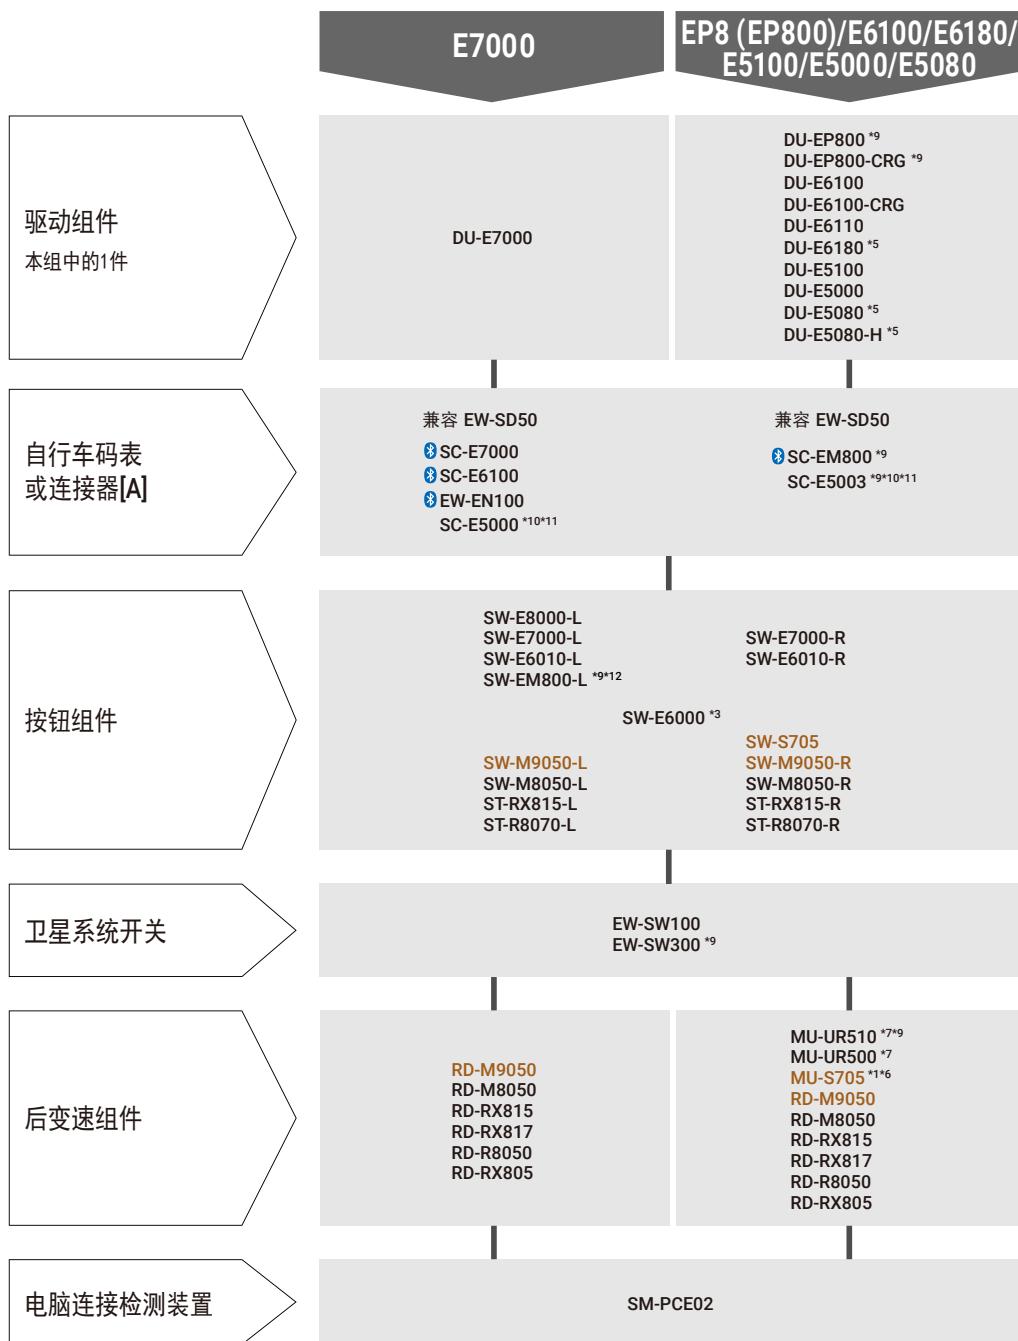 E7000
EP8 (EP800)/E6100/E6180/
E5100/E5000/E5080
驱动组件
本组中的1件
DU-E7000
DU-EP800 *9
DU-EP800-CRG *9
DU-E6100
DU-E6100-CRG
DU-E6110
DU-E6180 *5
DU-E5100
DU-E5000
DU-E5080 *5
DU-E5080-H *5
自行车码表
或连接器[A]
兼容 EW-SD50
SC-E7000
SC-E6100
EW-EN100
SC-E5000 *10*11
兼容 EW-SD50
SC-EM800 *9
SC-E5003 *9*10*11
按钮组件
SW-E8000-L
SW-E7000-L
SW-E6010-L
SW-EM800-L *9*12
SW-E7000-R
SW-E6010-R
SW-E6000 *3
SW-M9050-L
SW-M8050-L
ST-RX815-L
ST-R8070-L
SW-S705
SW-M9050-R
SW-M8050-R
ST-RX815-R
ST-R8070-R
卫星系统开关
EW-SW100
EW-SW300 *9
后变速组件
RD-M9050
RD-M8050
RD-RX815
RD-RX817
RD-R8050
RD-RX805
MU-UR510 *7*9
MU-UR500 *7
MU-S705 *1*6
RD-M9050
RD-M8050
RD-RX815
RD-RX817
RD-R8050
RD-RX805
电脑连接检测装置
SM-PCE02